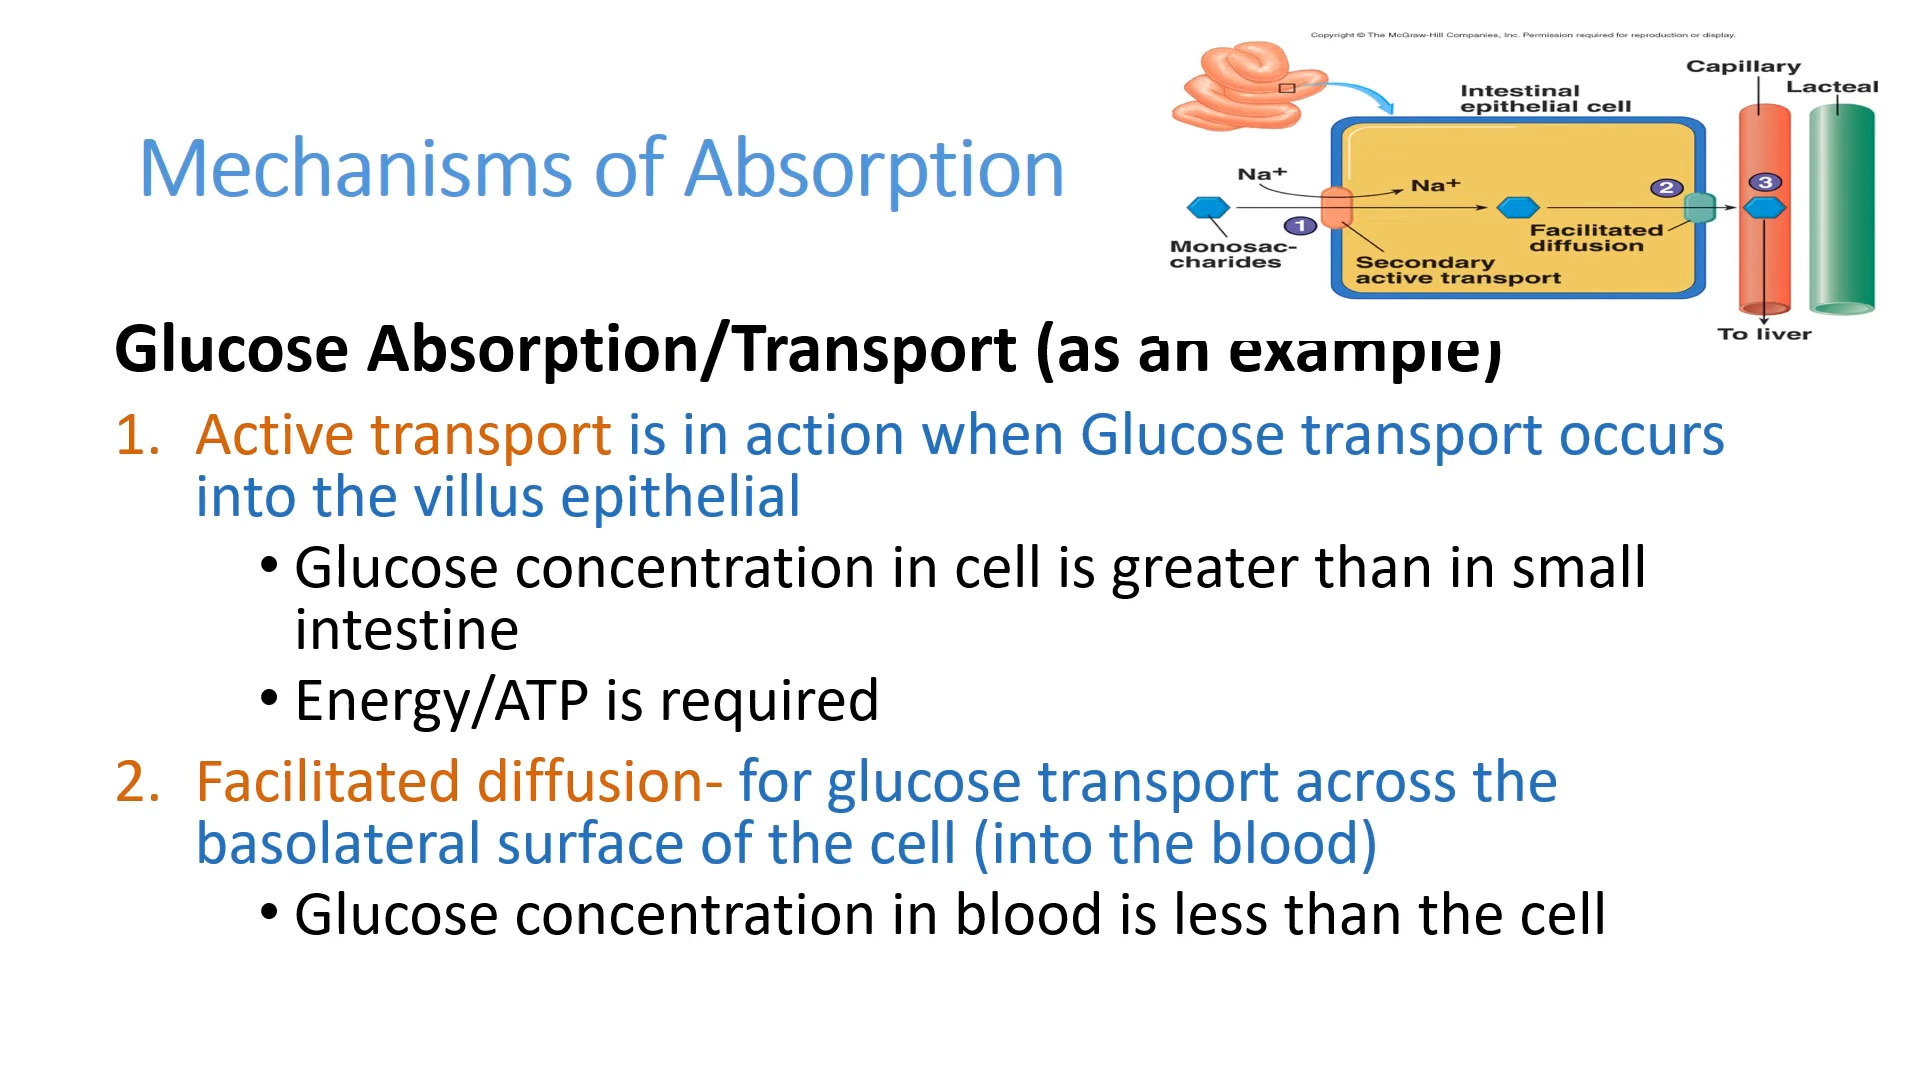 Copyright © The McGraw-Hill Companies, Inc. Permission required for reproduction or display.
Mechanisms of Absorption
Capillary
Lacteal
Intestinal
epithelial cell
Na+
Na+
1
2
3
Monosac-
charides
Secondary
active transport
Facilitated
diffusion
To liver
Glucose Absorption/Transport (as an example)
1. Active transport is in action when Glucose transport occurs
into the villus epithelial
• Glucose concentration in cell is greater than in small
intestine
• Energy/ATP is required
2. Facilitated diffusion- for glucose transport across the
basolateral surface of the cell (into the blood)
• Glucose concentration in blood is less than the cell